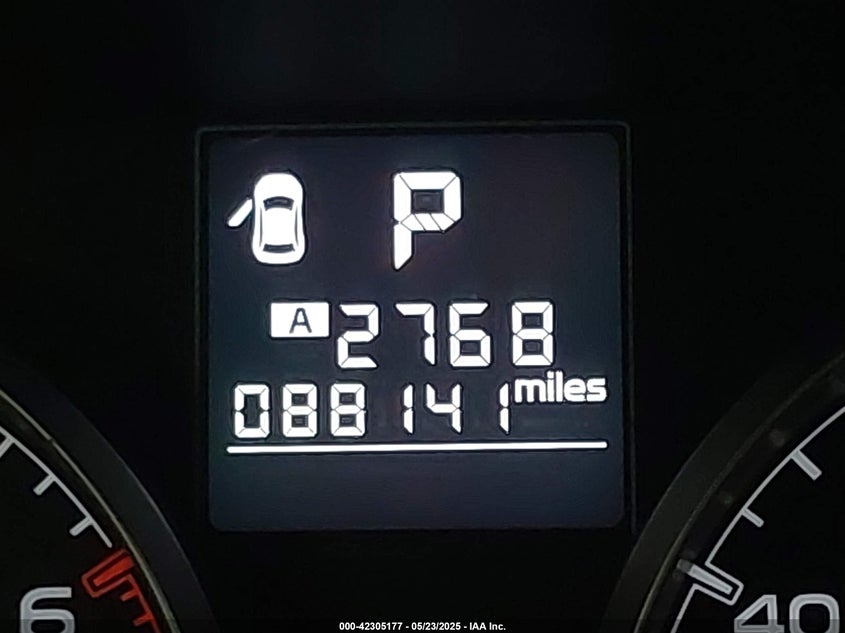 P
A 2768
088141 miles
6
40
000-42305177 - 05/23/2025 - IAA Inc.